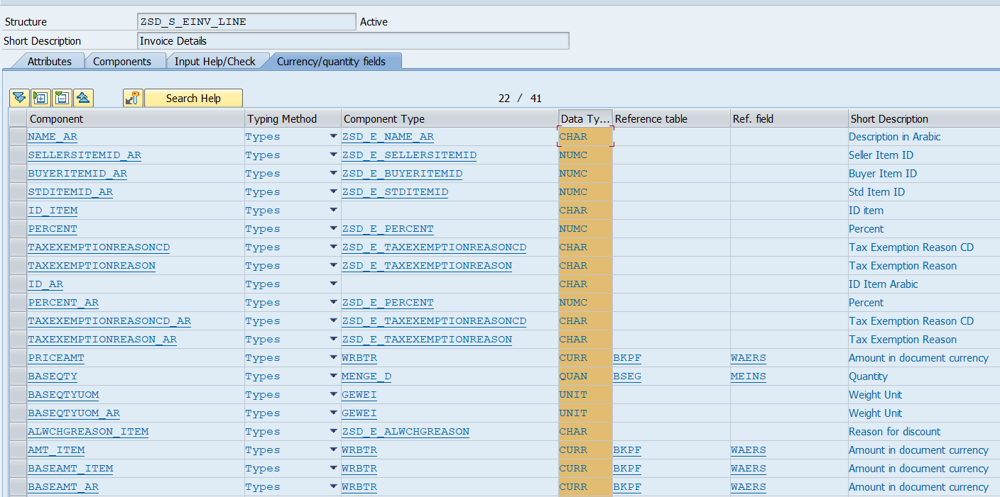 Structure ZSD_S_EINV_LINE Active
Short Description Invoice Details
Attributes Components Input Help/Check Currency/quantity fields
Search Help 22 / 41
Component Typing Method Component Type Data Ty... Reference table Ref. field Short Description
NAME_AR Types ZSD_E_NAME_AR CHAR Description in Arabic
SELLERSITEMID_AR Types ZSD_E_SELLERSITEMID NUMC Seller Item ID
BUYERITEMID_AR Types ZSD_E_BUYERITEMID NUMC Buyer Item ID
STDITEMID_AR Types ZSD_E_STDITEMID NUMC Std Item ID
ID_ITEM Types CHAR ID item
PERCENT Types ZSD_E_PERCENT NUMC Percent
TAXEXEMPTIONREASONCD Types ZSD_E_TAXEXEMPTIONREASONCD CHAR Tax Exemption Reason CD
TAXEXEMPTIONREASON Types ZSD_E_TAXEXEMPTIONREASON CHAR Tax Exemption Reason
ID_AR Types CHAR ID Item Arabic
PERCENT_AR Types ZSD_E_PERCENT NUMC Percent
TAXEXEMPTIONREASONCD_AR Types ZSD_E_TAXEXEMPTIONREASONCD CHAR Tax Exemption Reason CD
TAXEXEMPTIONREASON_AR Types ZSD_E_TAXEXEMPTIONREASON CHAR Tax Exemption Reason
PRICEAMT Types WRBTR CURR BKPF WAERS Amount in document currency
BASEQTY Types MENGE_D QUAN BSEG MEINS Quantity
BASEQTYUOM Types GEWEI UNIT Weight Unit
BASEQTYUOM_AR Types GEWEI UNIT Weight Unit
ALWCHGREASON_ITEM Types ZSD_E_ALWCHGREASON CHAR Reason for discount
AMT_ITEM Types WRBTR CURR BKPF WAERS Amount in document currency
BASEAMT_ITEM Types WRBTR CURR BKPF WAERS Amount in document currency
BASEAMT_AR Types WRBTR CURR BKPF WAERS Amount in document currency